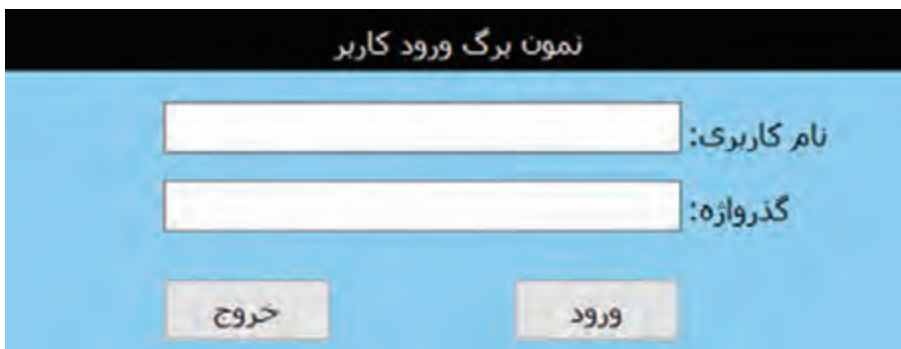 نمون برگ ورود کاربر
نام کاربری:
گذرواژه:
ورود خروج